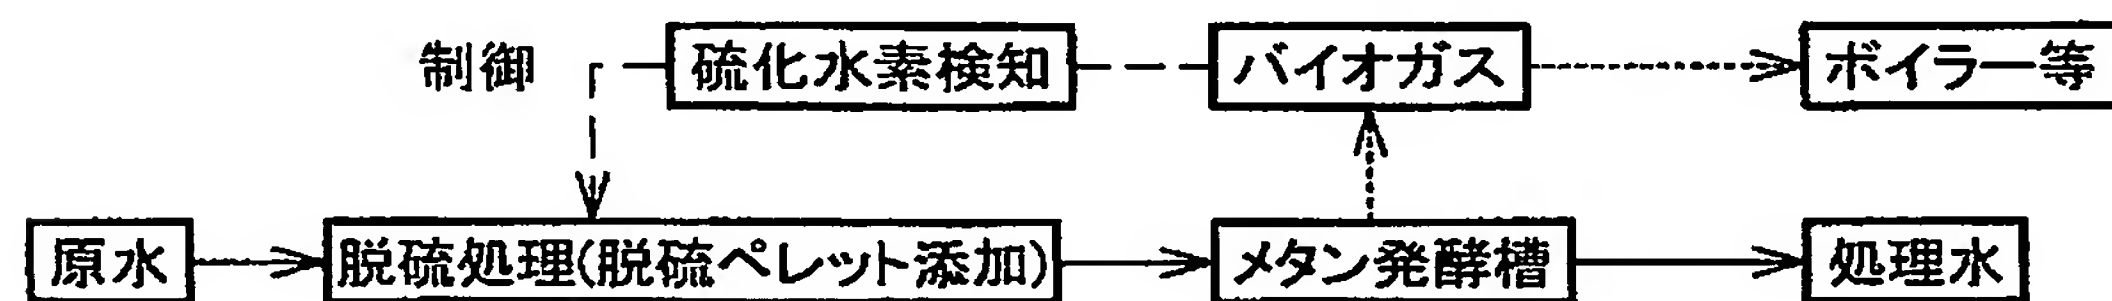 制御
硫化水素検知
バイオガス
ボイラー等
原水
脱硫処理(脱硫ペレット添加)
メタン発酵槽
処理水